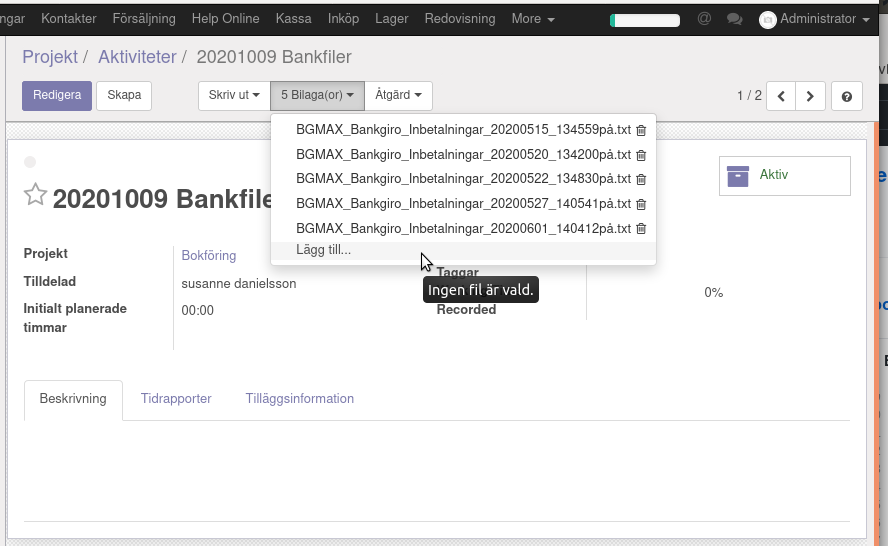 ngar Kontakter Försäljning Help Online Kassa Inköp Lager Redovisning More @ Administrator
Projekt / Aktiviteter / 20201009 Bankfiler
Redigera Skapa Skriv ut 5 Bilaga(or) Åtgärd 1 / 2
BGMAX_Bankgiro_Inbetalningar_20200515_134559på.txt
BGMAX_Bankgiro_Inbetalningar_20200520_134200på.txt
BGMAX_Bankgiro_Inbetalningar_20200522_134830på.txt
BGMAX_Bankgiro_Inbetalningar_20200527_140541på.txt
BGMAX_Bankgiro_Inbetalningar_20200601_140412på.txt
Lägg till...
Aktiv
20201009 Bankfile
Projekt Bokföring
Tilldelad susanne danielsson
Initialt planerade timmar 00:00
Taggar
Ingen fil är vald.
Recorded
0%
Beskrivning Tidrapporter Tilläggsinformation